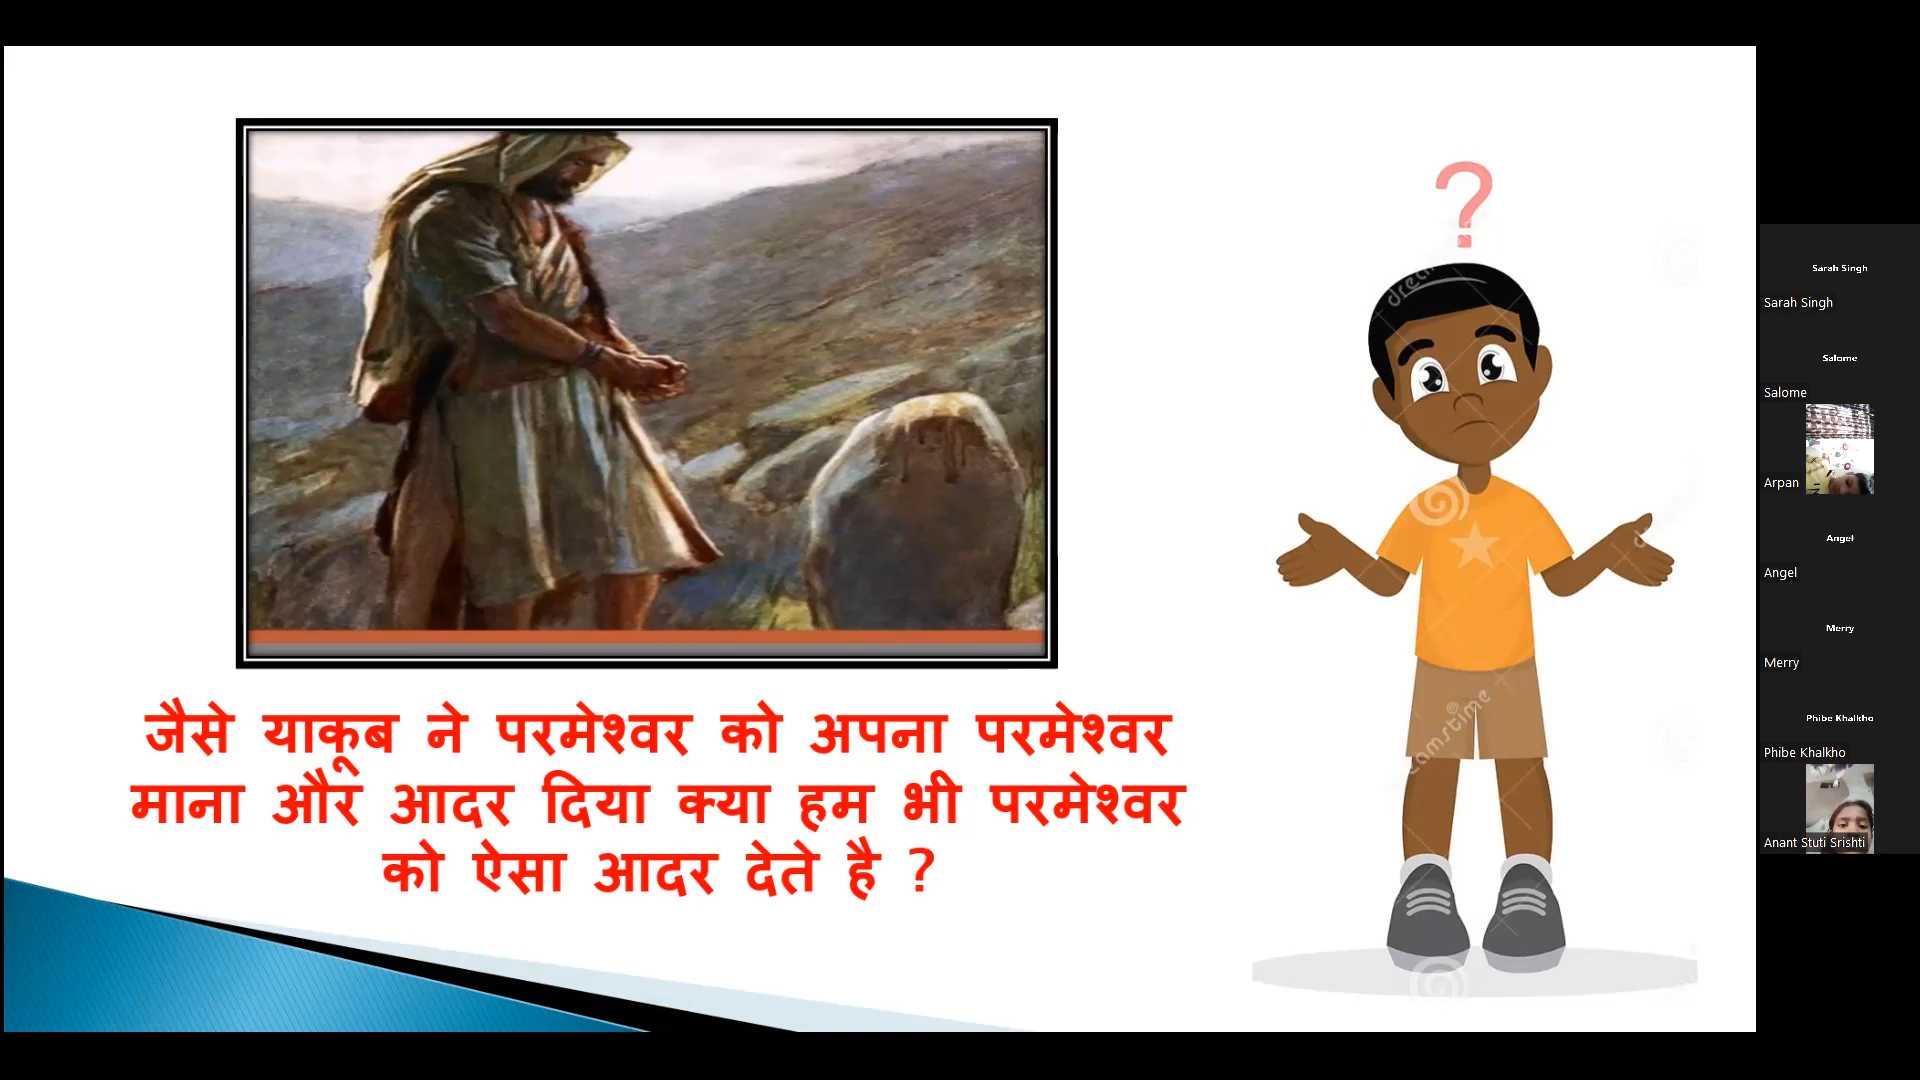 जैसे याकूब ने परमेश्वर को अपना परमेश्वर
माना और आदर दिया क्या हम भी परमेश्वर
को ऐसा आदर देते है ?
?
Sarah Singh
Sarah Singh
Salome
Salome
Arpan
Angel
Angel
Merry
Merry
Phibe Khalkho
Phibe Khalkho
Anant Stuti Srishti